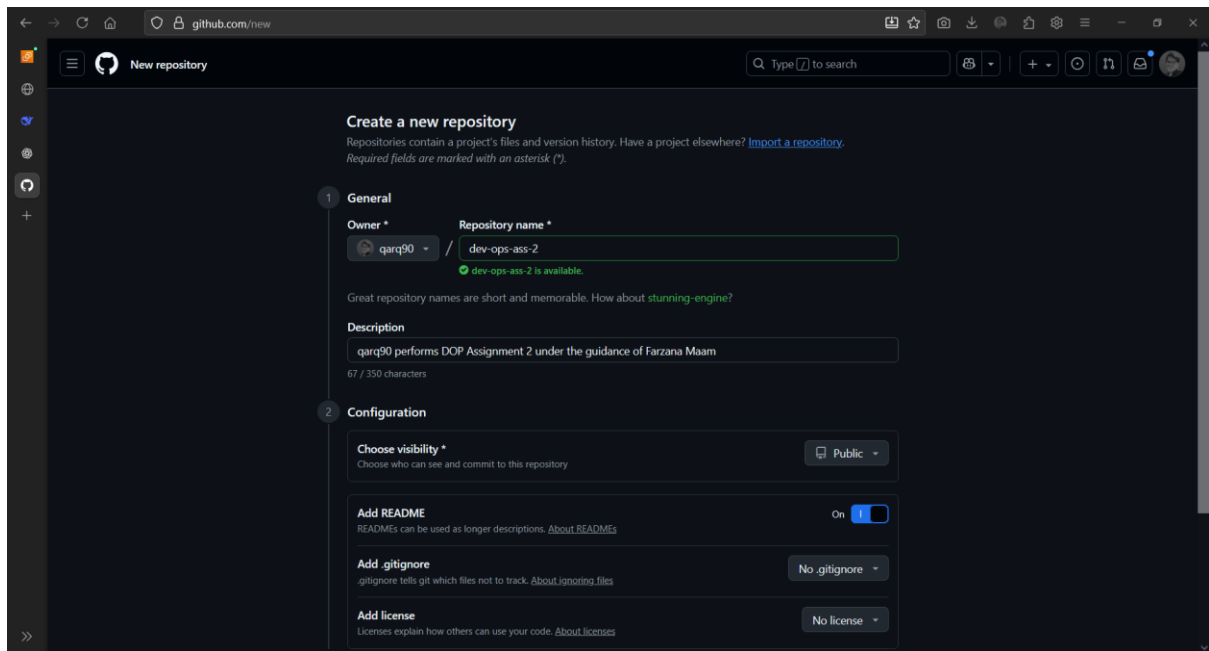 github.com/new
New repository
Type / to search
Create a new repository
Repositories contain a project's files and version history. Have a project elsewhere? Import a repository.
Required fields are marked with an asterisk (*).
1 General
Owner * Repository name *
qarq90 / dev-ops-ass-2
dev-ops-ass-2 is available.
Great repository names are short and memorable. How about stunning-engine?
Description
qarq90 performs DOP Assignment 2 under the guidance of Farzana Maam
67 / 350 characters
2 Configuration
Choose visibility * Public
Choose who can see and commit to this repository
Add README On
READMEs can be used as longer descriptions. About READMEs
Add .gitignore No .gitignore
.gitignore tells git which files not to track. About ignoring files
Add license No license
Licenses explain how others can use your code. About licenses